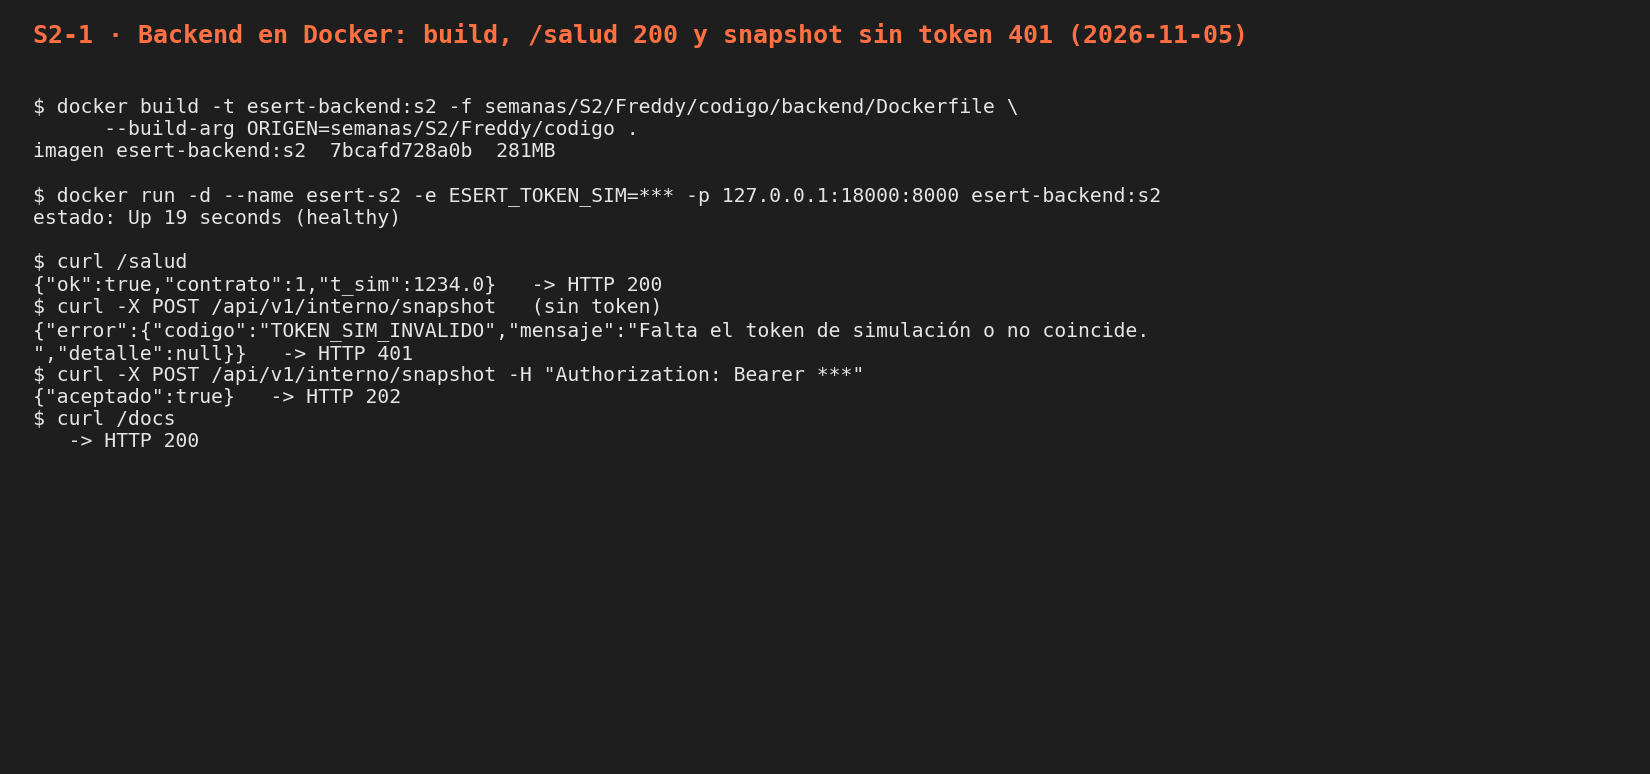 S2-1 · Backend en Docker: build, /salud 200 y snapshot sin token 401 (2026-11-05)
$ docker build -t esert-backend:s2 -f semanas/S2/Freddy/codigo/backend/Dockerfile \
      --build-arg ORIGEN=semanas/S2/Freddy/codigo .
imagen esert-backend:s2  7bcafd728a0b  281MB
$ docker run -d --name esert-s2 -e ESERT_TOKEN_SIM=*** -p 127.0.0.1:18000:8000 esert-backend:s2
estado: Up 19 seconds (healthy)
$ curl /salud
{"ok":true,"contrato":1,"t_sim":1234.0}   -> HTTP 200
$ curl -X POST /api/v1/interno/snapshot   (sin token)
{"error":{"codigo":"TOKEN_SIM_INVALIDO","mensaje":"Falta el token de simulación o no coincide.
","detalle":null}}   -> HTTP 401
$ curl -X POST /api/v1/interno/snapshot -H "Authorization: Bearer ***"
{"aceptado":true}   -> HTTP 202
$ curl /docs
   -> HTTP 200